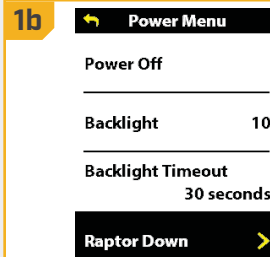 1b
Power Menu
Power Off
Backlight 10
Backlight Timeout
30 seconds
Raptor Down